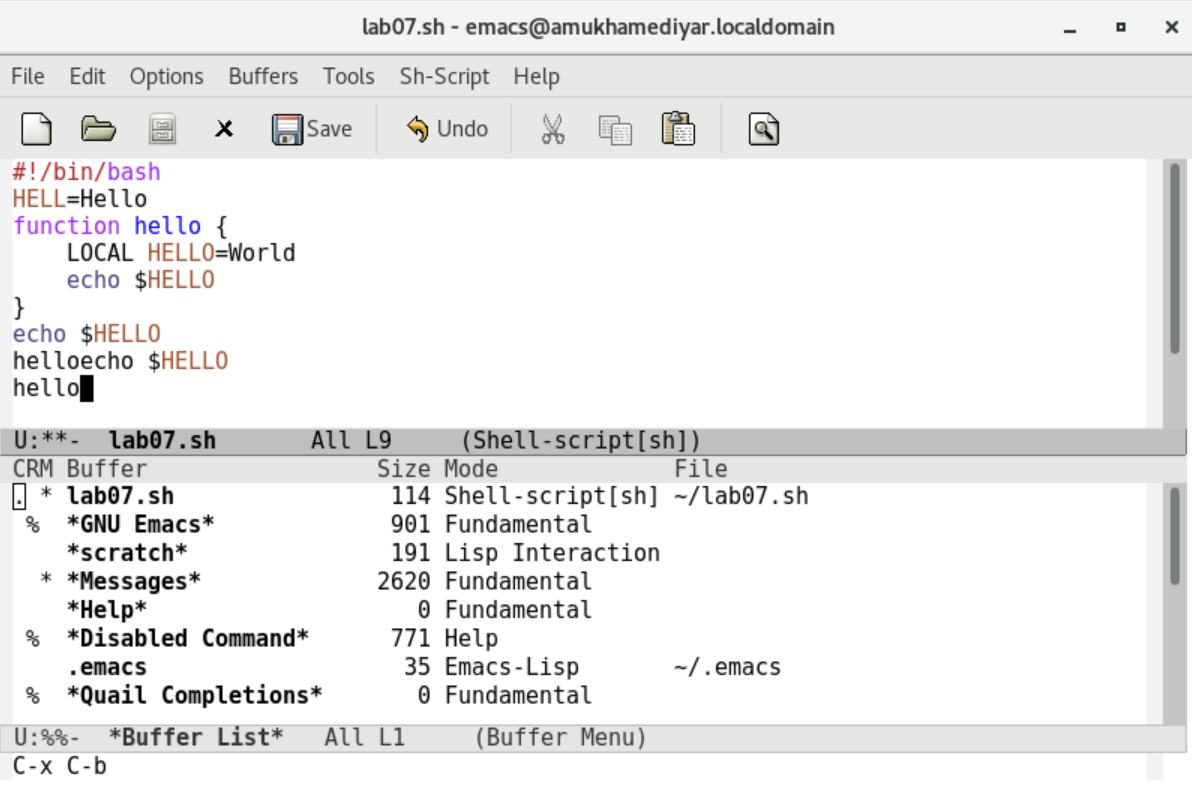 lab07.sh - emacs@amukhamediyar.localdomain
File Edit Options Buffers Tools Sh-Script Help
Save Undo
#!/bin/bash
HELL=Hello
function hello {
    LOCAL HELLO=World
    echo $HELLO
}
echo $HELLO
helloecho $HELLO
hello
U:**-  lab07.sh       All L9     (Shell-script[sh])
CRM Buffer                 Size Mode             File
. * lab07.sh                114 Shell-script[sh] ~/lab07.sh
 %  *GNU Emacs*             901 Fundamental
    *scratch*               191 Lisp Interaction
  * *Messages*             2620 Fundamental
    *Help*                    0 Fundamental
 %  *Disabled Command*      771 Help
    .emacs                   35 Emacs-Lisp       ~/.emacs
 %  *Quail Completions*       0 Fundamental
U:%%-  *Buffer List*   All L1     (Buffer Menu)
C-x C-b